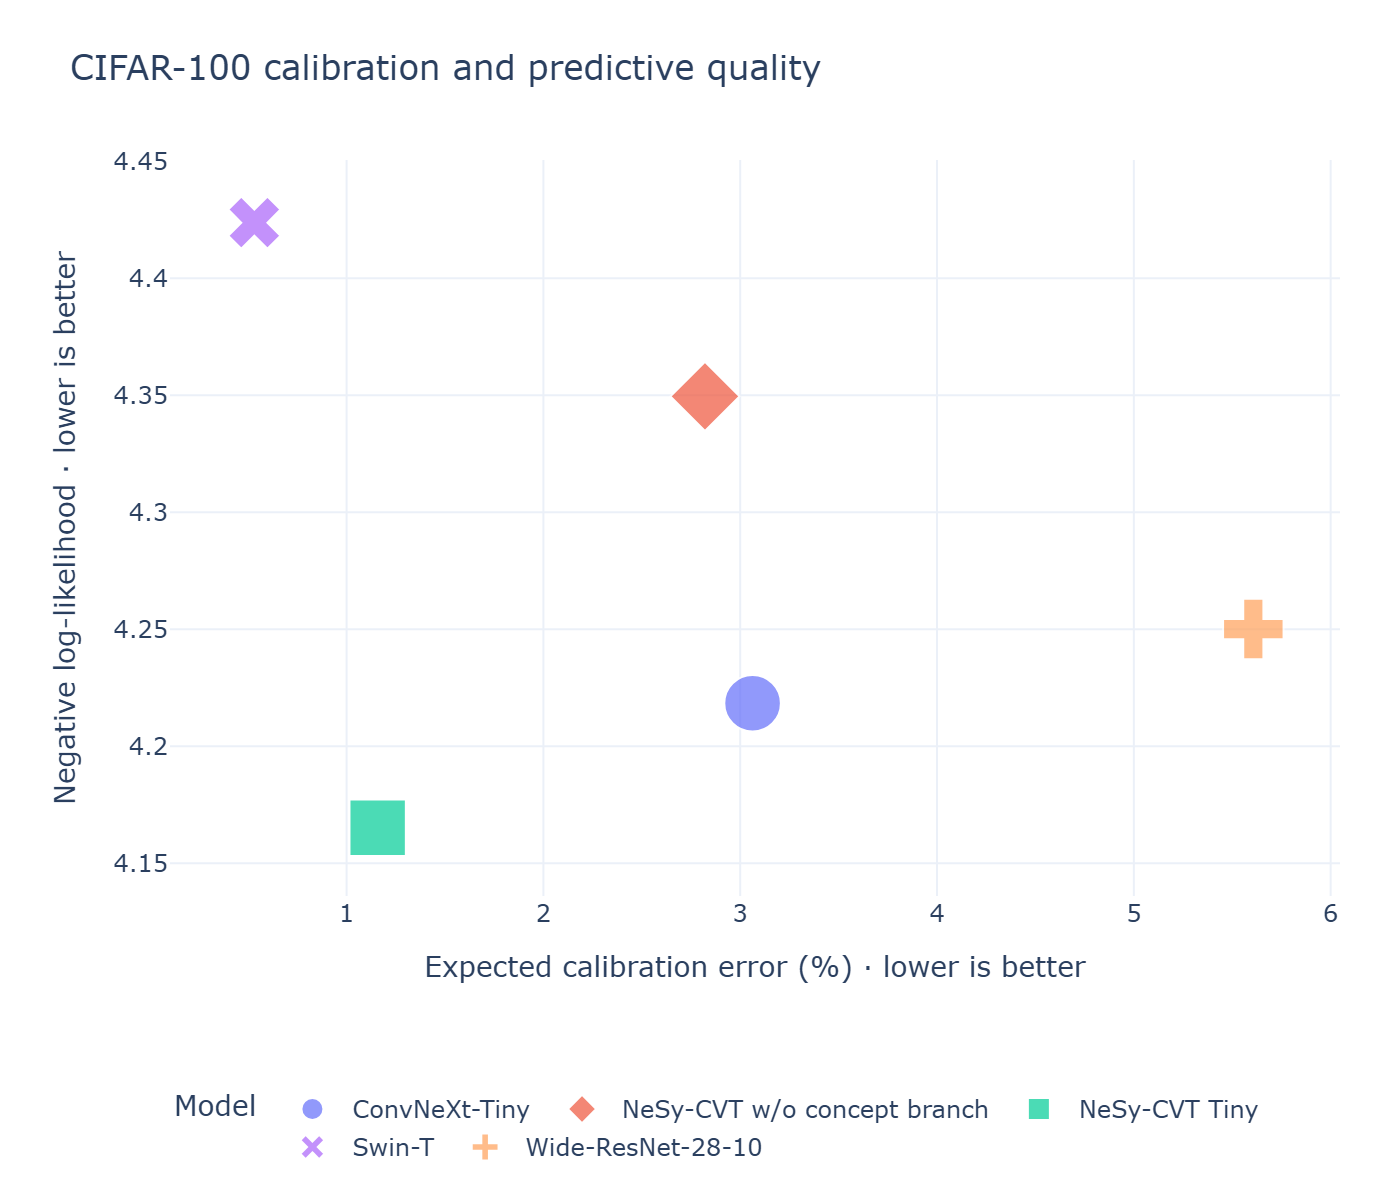 CIFAR-100 calibration and predictive quality
Negative log-likelihood · lower is better
4.45
4.4
4.35
4.3
4.25
4.2
4.15
1 2 3 4 5 6
Expected calibration error (%) · lower is better
Model ConvNeXt-Tiny NeSy-CVT w/o concept branch NeSy-CVT Tiny
Swin-T Wide-ResNet-28-10